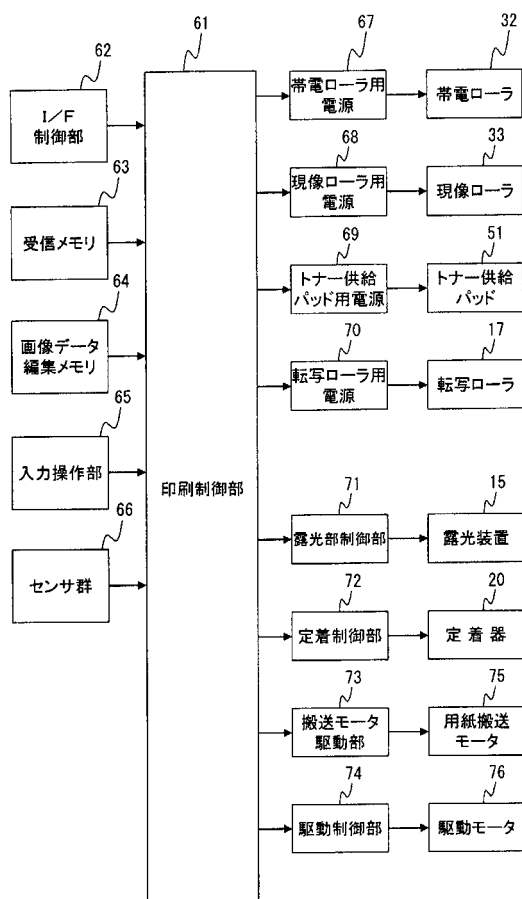 61
62
I/F
制御部
63
受信メモリ
64
画像データ
編集メモリ
65
入力操作部
66
センサ群
印刷制御部
67
帯電ローラ用
電源
32
帯電ローラ
68
現像ローラ用
電源
33
現像ローラ
69
トナー供給
パッド用電源
51
トナー供給
パッド
70
転写ローラ用
電源
17
転写ローラ
71
露光部制御部
15
露光装置
72
定着制御部
20
定着器
73
搬送モータ
駆動部
75
用紙搬送
モータ
74
駆動制御部
76
駆動モータ